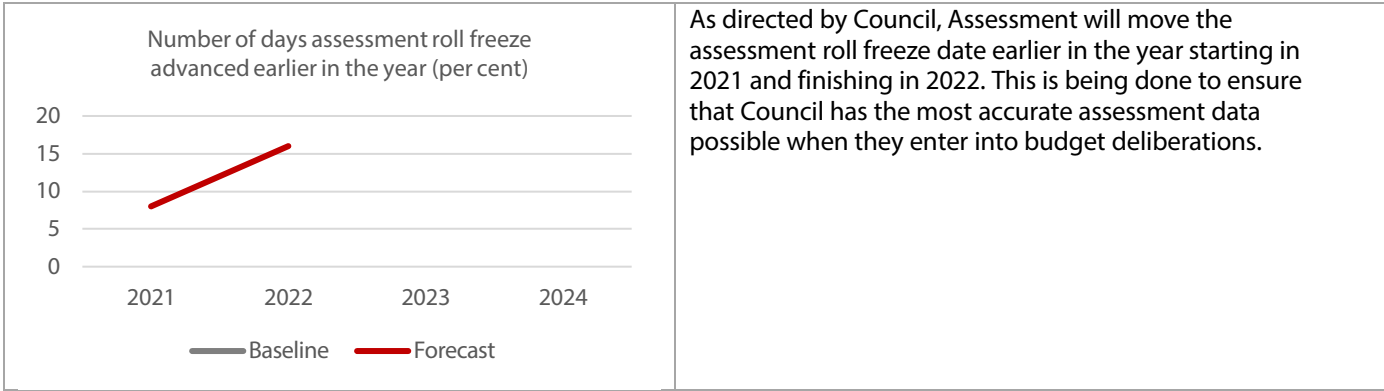 Number of days assessment roll freeze
advanced earlier in the year (per cent)
20
15
10
5
0
2021 2022 2023 2024
Baseline Forecast
As directed by Council, Assessment will move the
assessment roll freeze date earlier in the year starting in
2021 and finishing in 2022. This is being done to ensure
that Council has the most accurate assessment data
possible when they enter into budget deliberations.